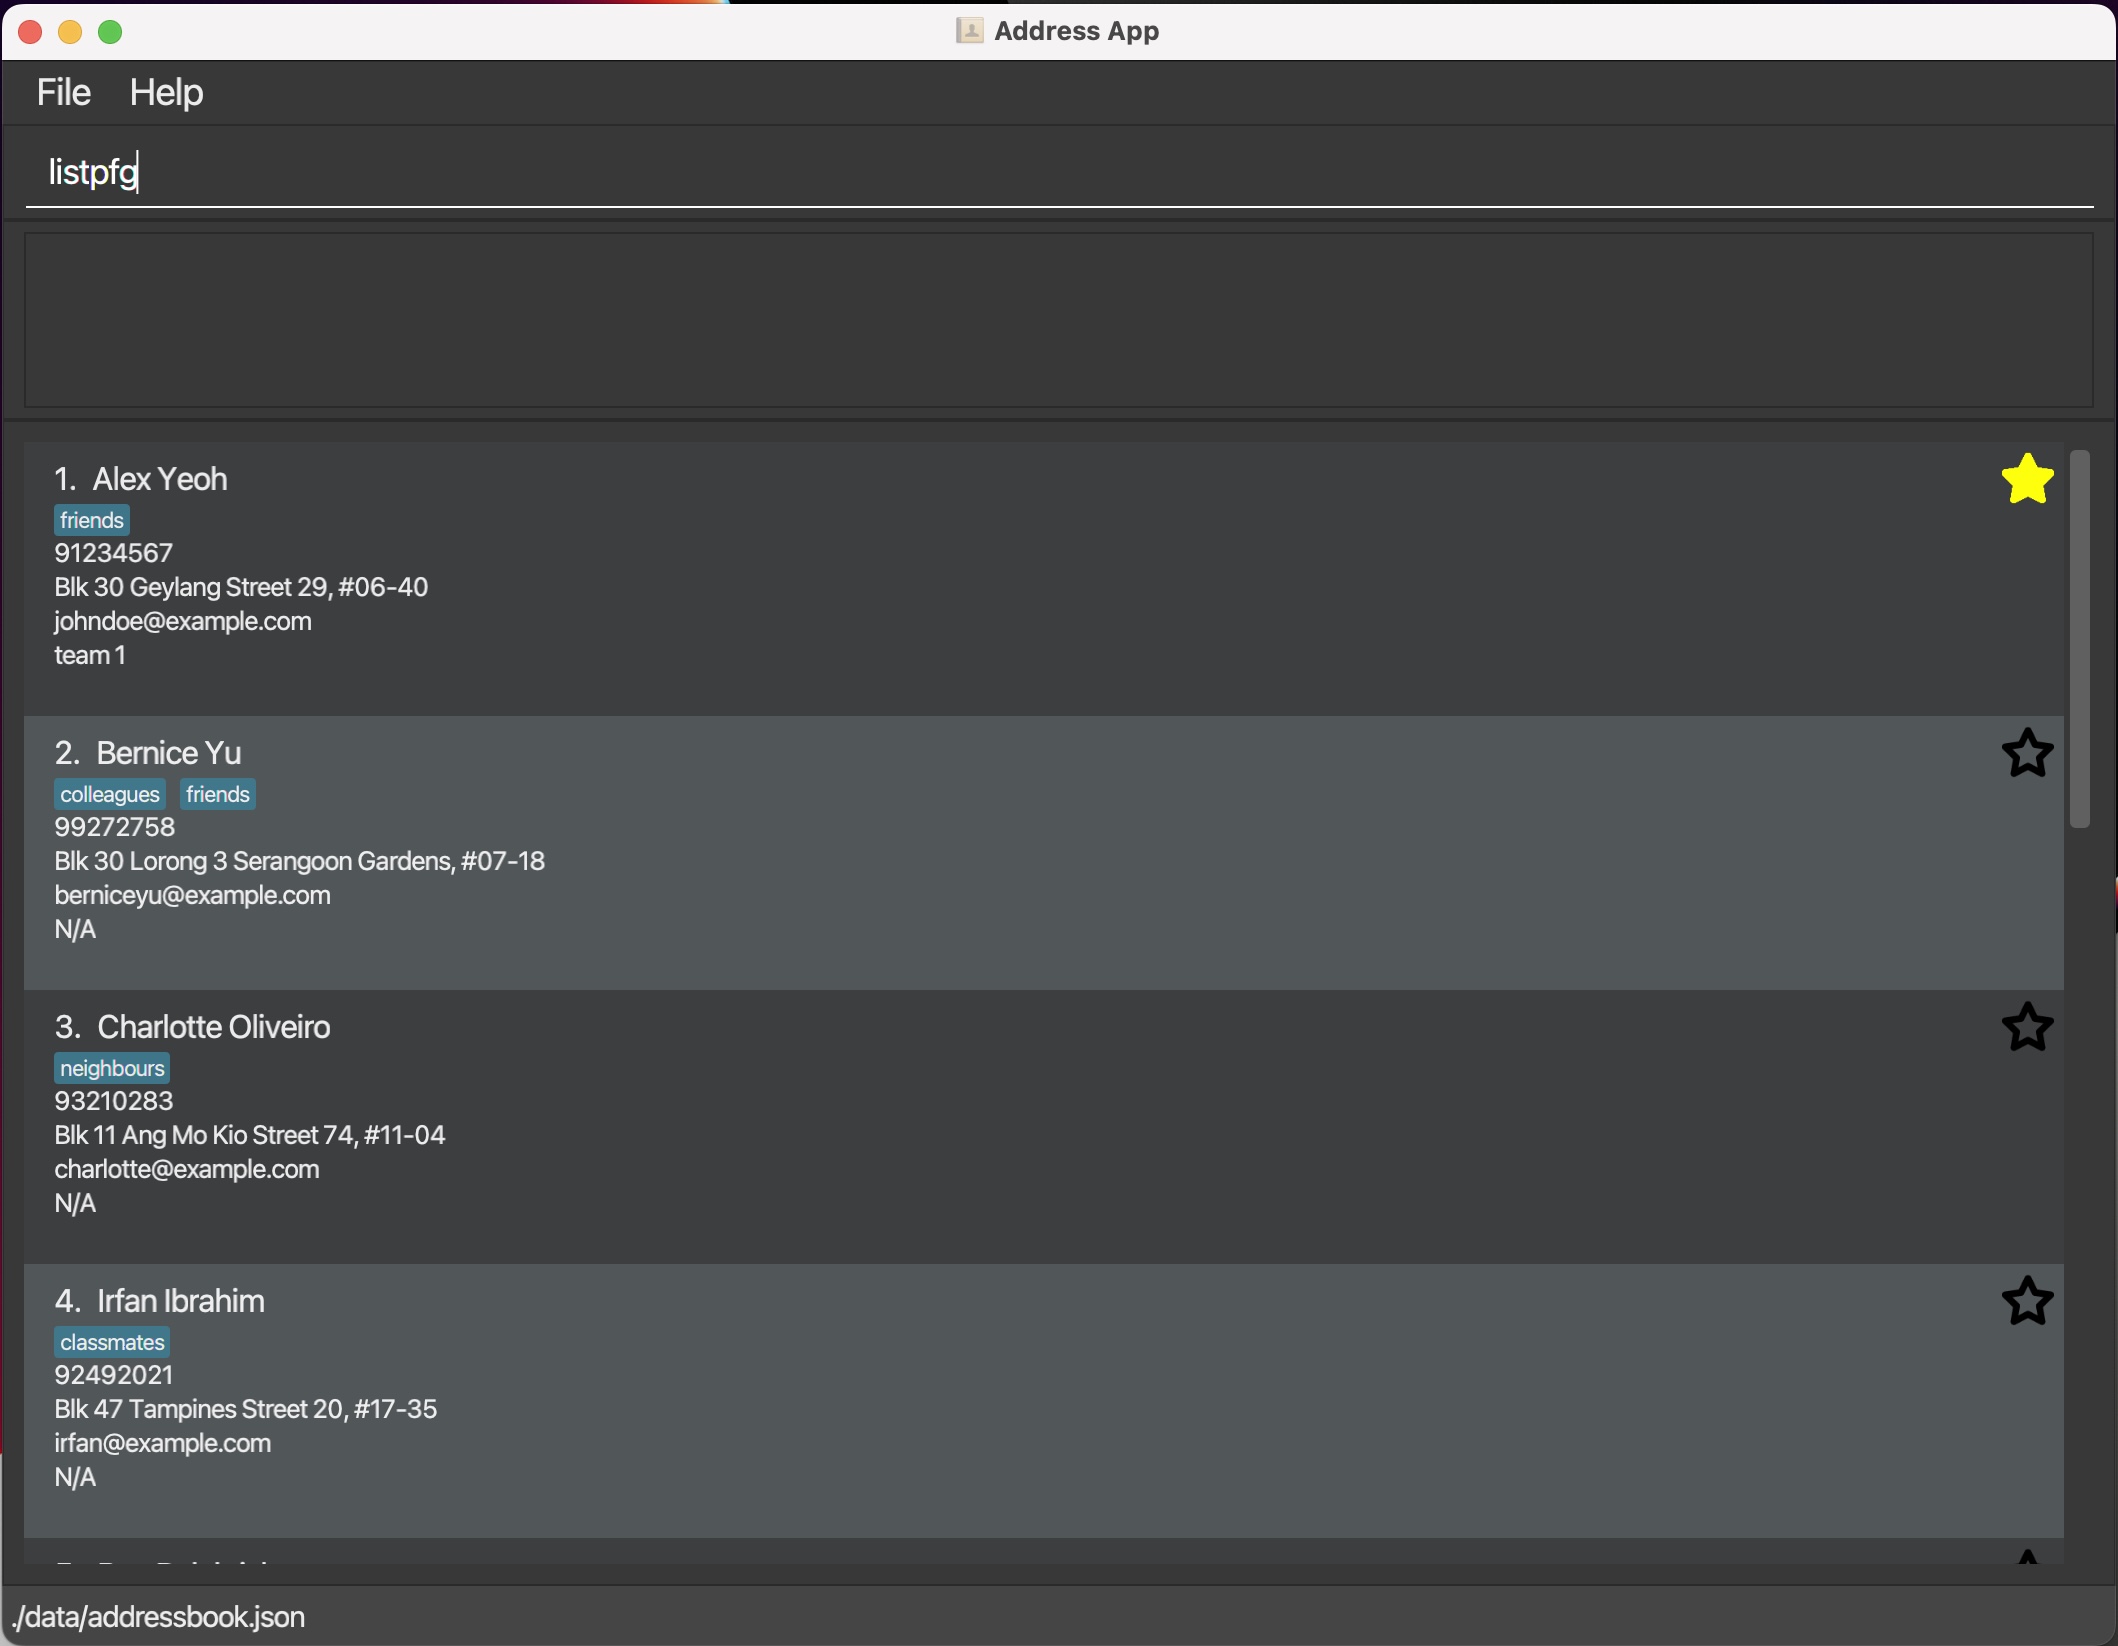 Address App
File Help
listpfg
1. Alex Yeoh
friends
91234567
Blk 30 Geylang Street 29, #06-40
johndoe@example.com
team 1
2. Bernice Yu
colleagues friends
99272758
Blk 30 Lorong 3 Serangoon Gardens, #07-18
berniceyu@example.com
N/A
3. Charlotte Oliveiro
neighbours
93210283
Blk 11 Ang Mo Kio Street 74, #11-04
charlotte@example.com
N/A
4. Irfan Ibrahim
classmates
92492021
Blk 47 Tampines Street 20, #17-35
irfan@example.com
N/A
./data/addressbook.json